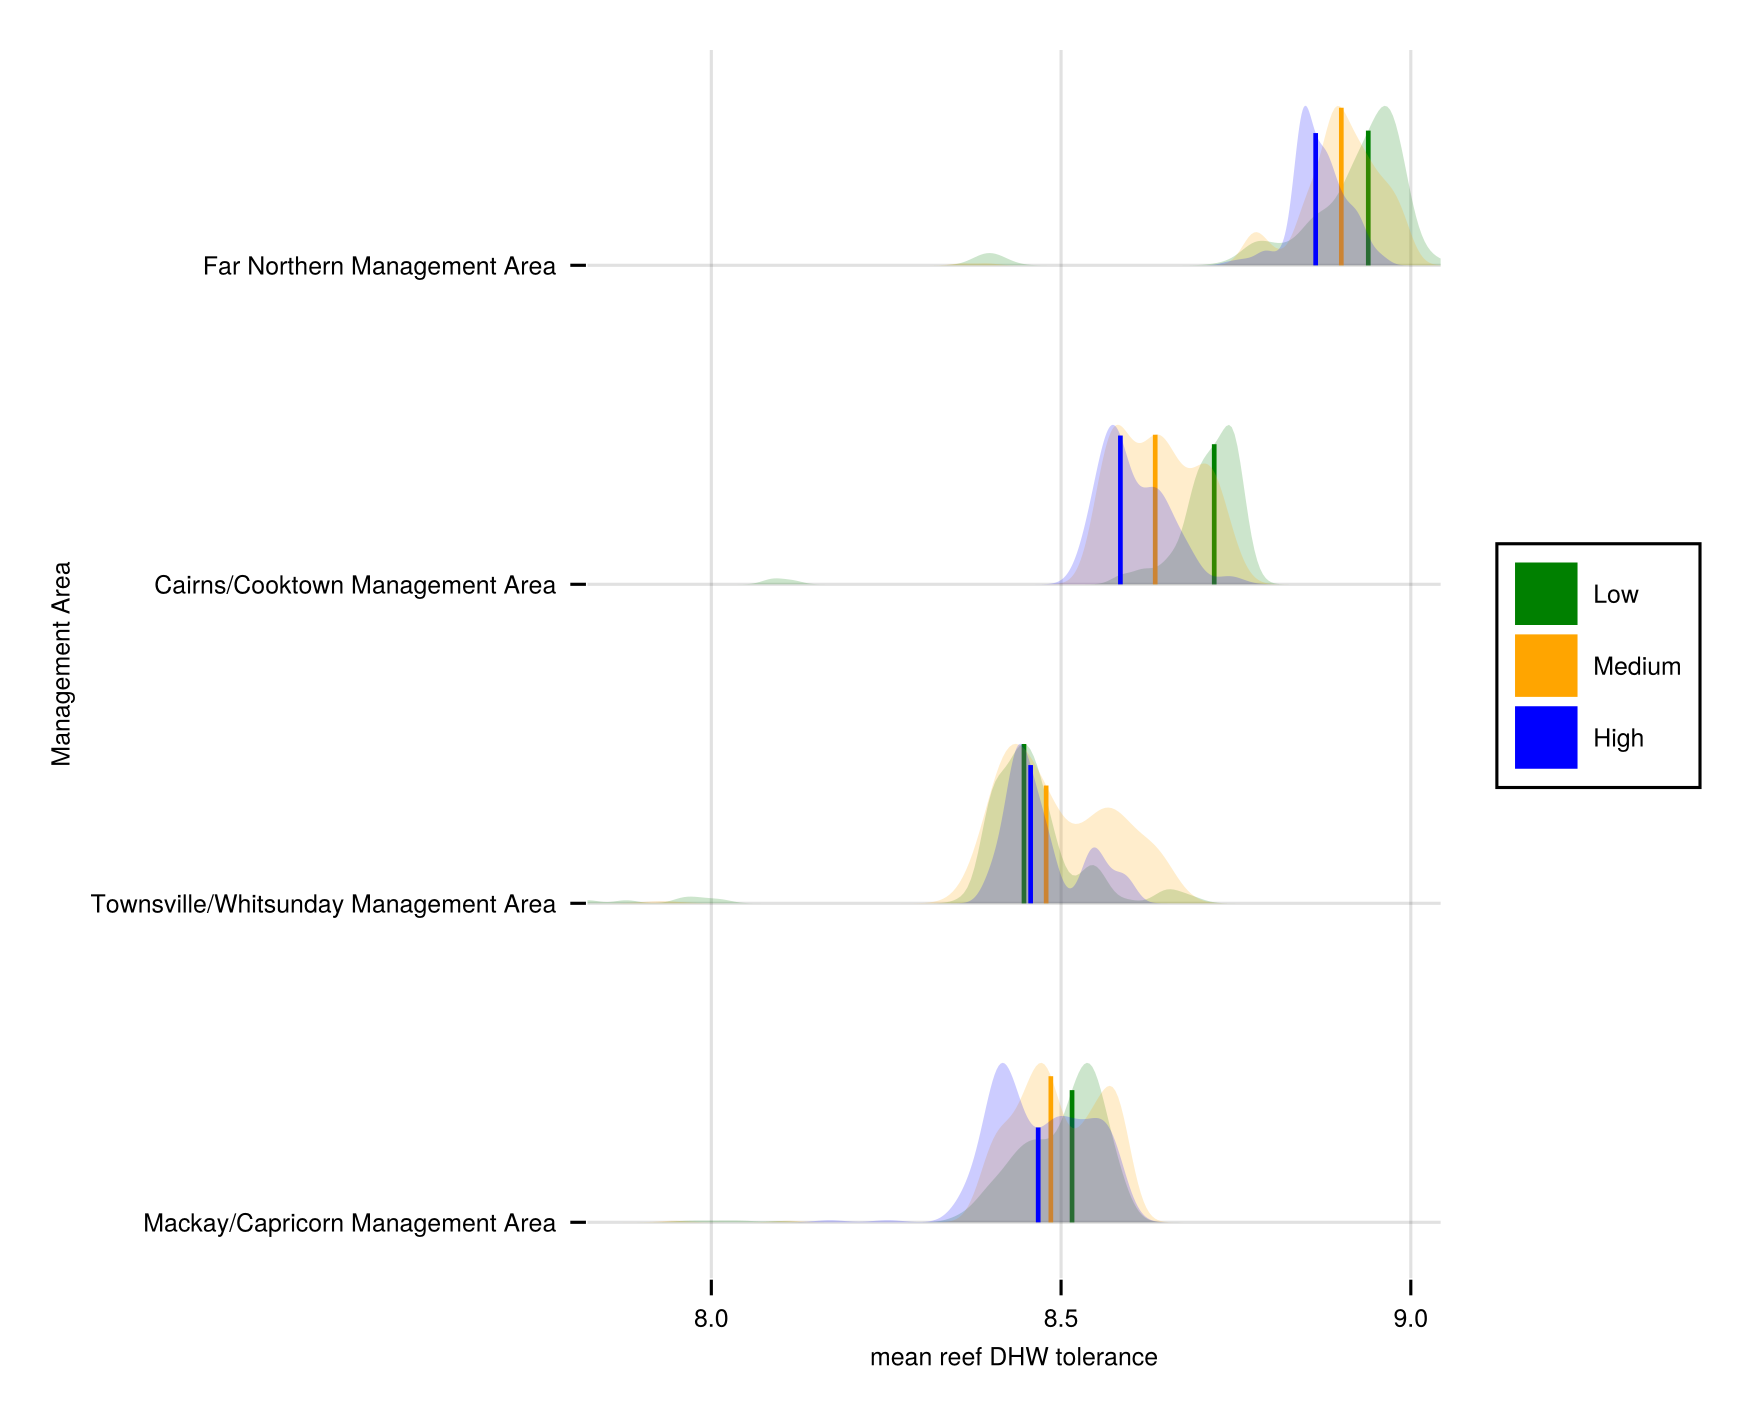 Far Northern Management Area
Cairns/Cooktown Management Area
Townsville/Whitsunday Management Area
Mackay/Capricorn Management Area
Management Area
8.0
8.5
9.0
mean reef DHW tolerance
Low
Medium
High